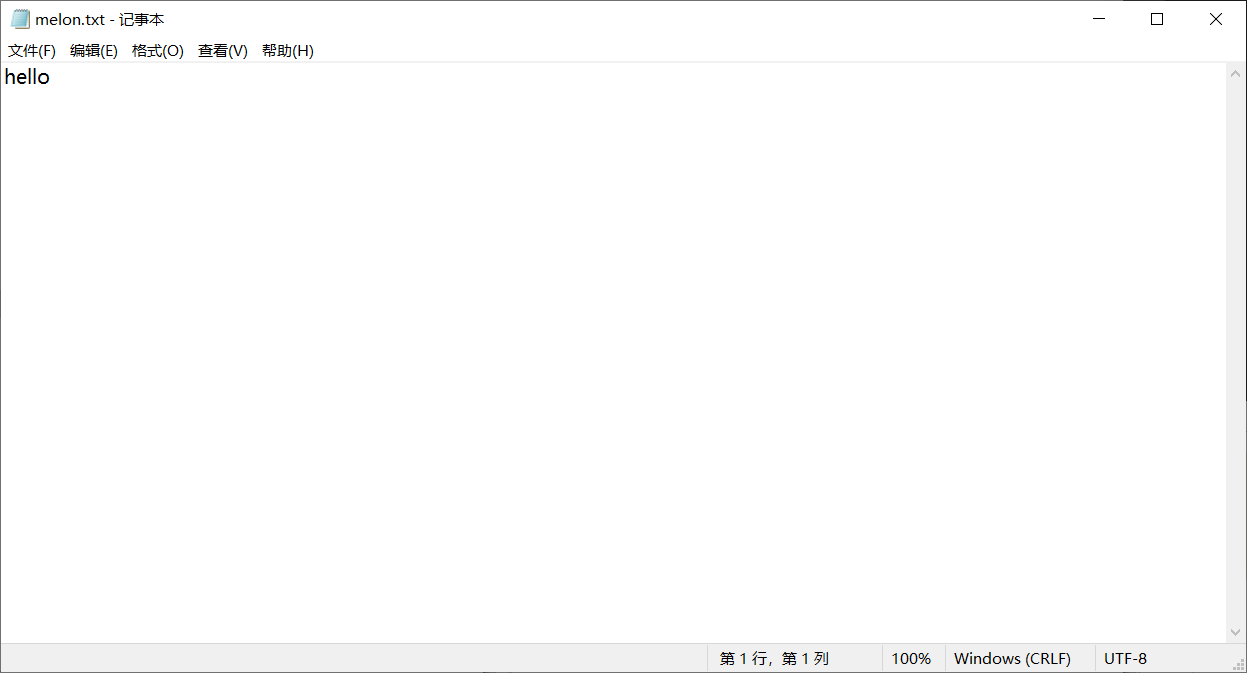 melon.txt - 记事本
文件(F) 编辑(E) 格式(O) 查看(V) 帮助(H)
hello
第 1 行，第 1 列 100% Windows (CRLF) UTF-8